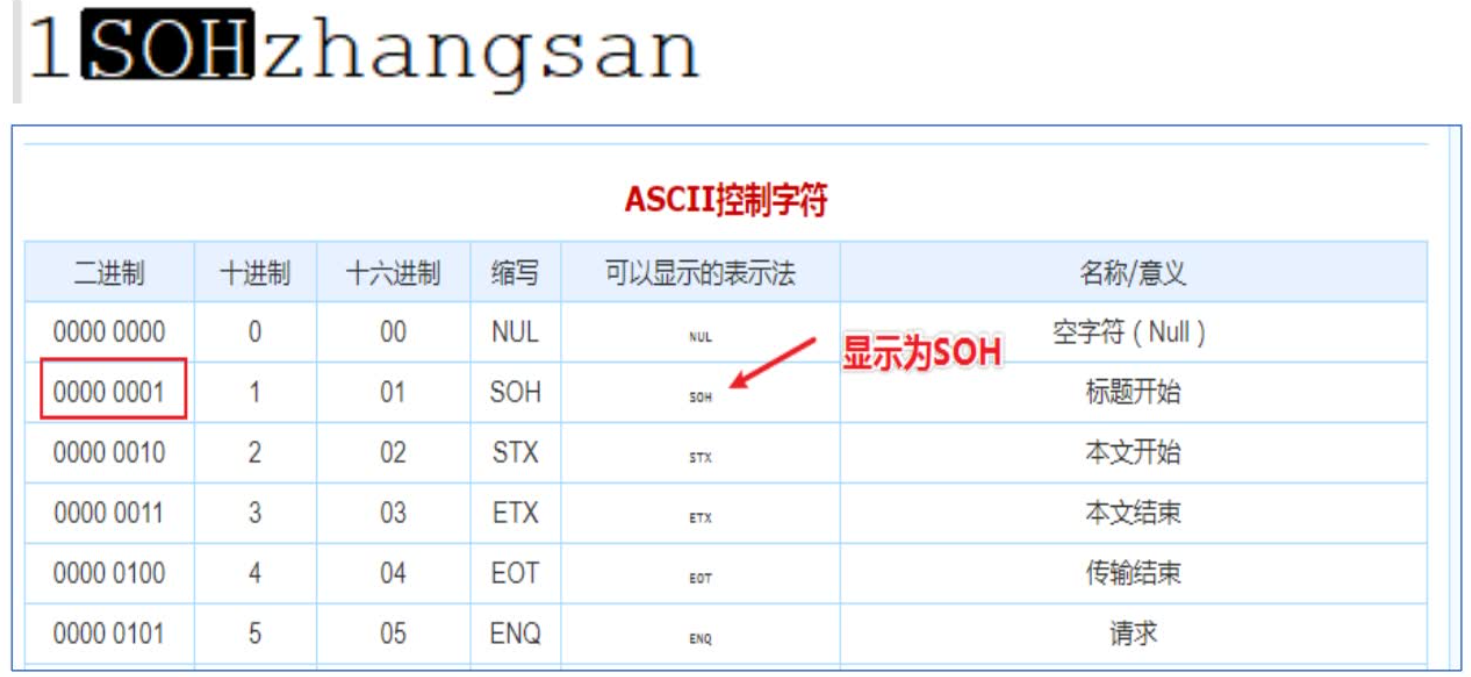 1SOHzhangsan
ASCII控制字符
二进制 十进制 十六进制 缩写 可以显示的表示法 名称/意义
0000 0000 0 00 NUL NUL 空字符（Null）
显示为SOH
0000 0001 1 01 SOH SOH 标题开始
0000 0010 2 02 STX STX 本文开始
0000 0011 3 03 ETX ETX 本文结束
0000 0100 4 04 EOT EOT 传输结束
0000 0101 5 05 ENQ ENQ 请求